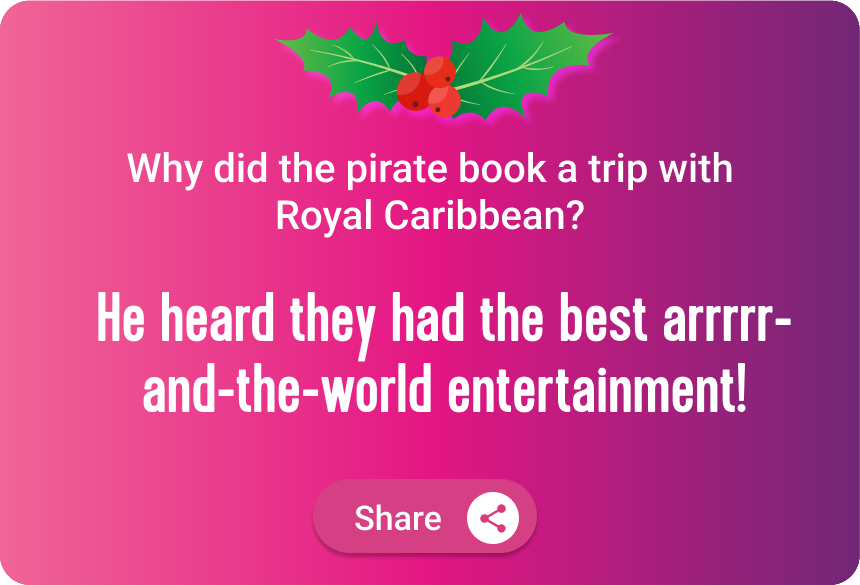 Why did the pirate book a trip with
Royal Caribbean?
He heard they had the best arrrrr-
and-the-world entertainment!
Share